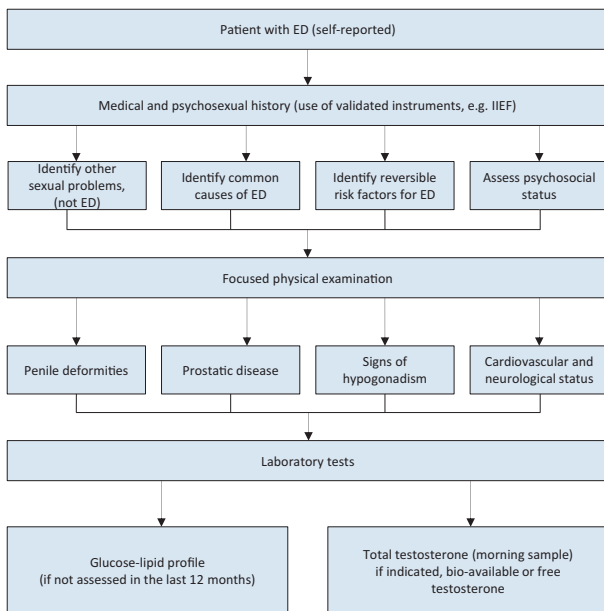 Patient with ED (self-reported)
Medical and psychosexual history (use of validated instruments, e.g. IIEF)
Identify other
sexual problems,
(not ED)
Identify common
causes of ED
Identify reversible
risk factors for ED
Assess psychosocial
status
Focused physical examination
Penile deformities
Prostatic disease
Signs of
hypogonadism
Cardiovascular and
neurological status
Laboratory tests
Glucose-lipid profile
(if not assessed in the last 12 months)
Total testosterone (morning sample)
if indicated, bio-available or free
testosterone